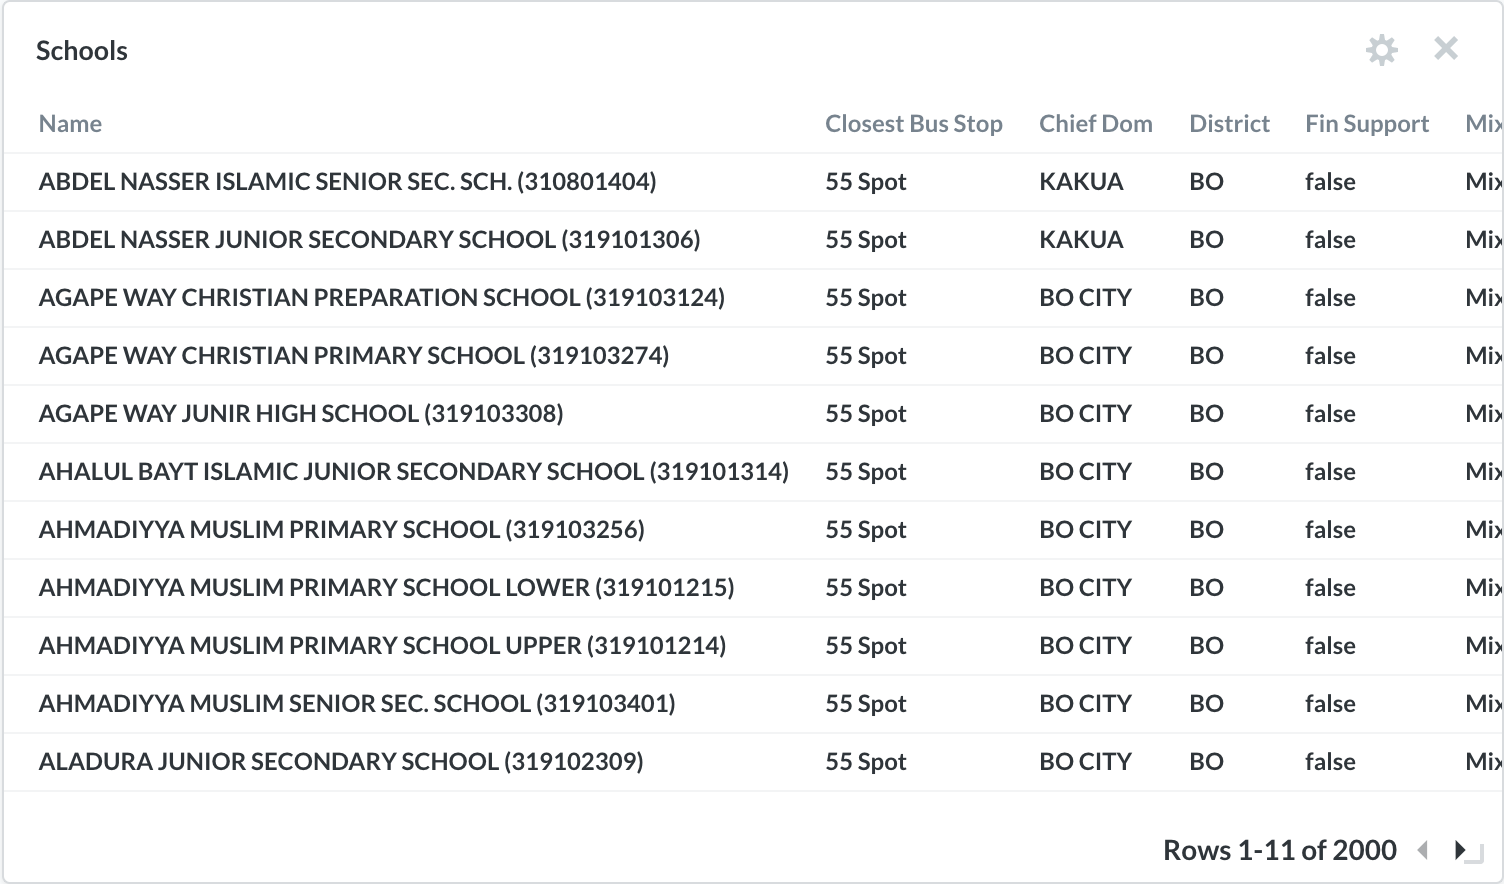 Schools
Name Closest Bus Stop Chief Dom District Fin Support Mix
ABDEL NASSER ISLAMIC SENIOR SEC. SCH. (310801404) 55 Spot KAKUA BO false Mix
ABDEL NASSER JUNIOR SECONDARY SCHOOL (319101306) 55 Spot KAKUA BO false Mix
AGAPE WAY CHRISTIAN PREPARATION SCHOOL (319103124) 55 Spot BO CITY BO false Mix
AGAPE WAY CHRISTIAN PRIMARY SCHOOL (319103274) 55 Spot BO CITY BO false Mix
AGAPE WAY JUNIR HIGH SCHOOL (319103308) 55 Spot BO CITY BO false Mix
AHALUL BAYT ISLAMIC JUNIOR SECONDARY SCHOOL (319101314) 55 Spot BO CITY BO false Mix
AHMADIYYA MUSLIM PRIMARY SCHOOL (319103256) 55 Spot BO CITY BO false Mix
AHMADIYYA MUSLIM PRIMARY SCHOOL LOWER (319101215) 55 Spot BO CITY BO false Mix
AHMADIYYA MUSLIM PRIMARY SCHOOL UPPER (319101214) 55 Spot BO CITY BO false Mix
AHMADIYYA MUSLIM SENIOR SEC. SCHOOL (319103401) 55 Spot BO CITY BO false Mix
ALADURA JUNIOR SECONDARY SCHOOL (319102309) 55 Spot BO CITY BO false Mix
Rows 1-11 of 2000